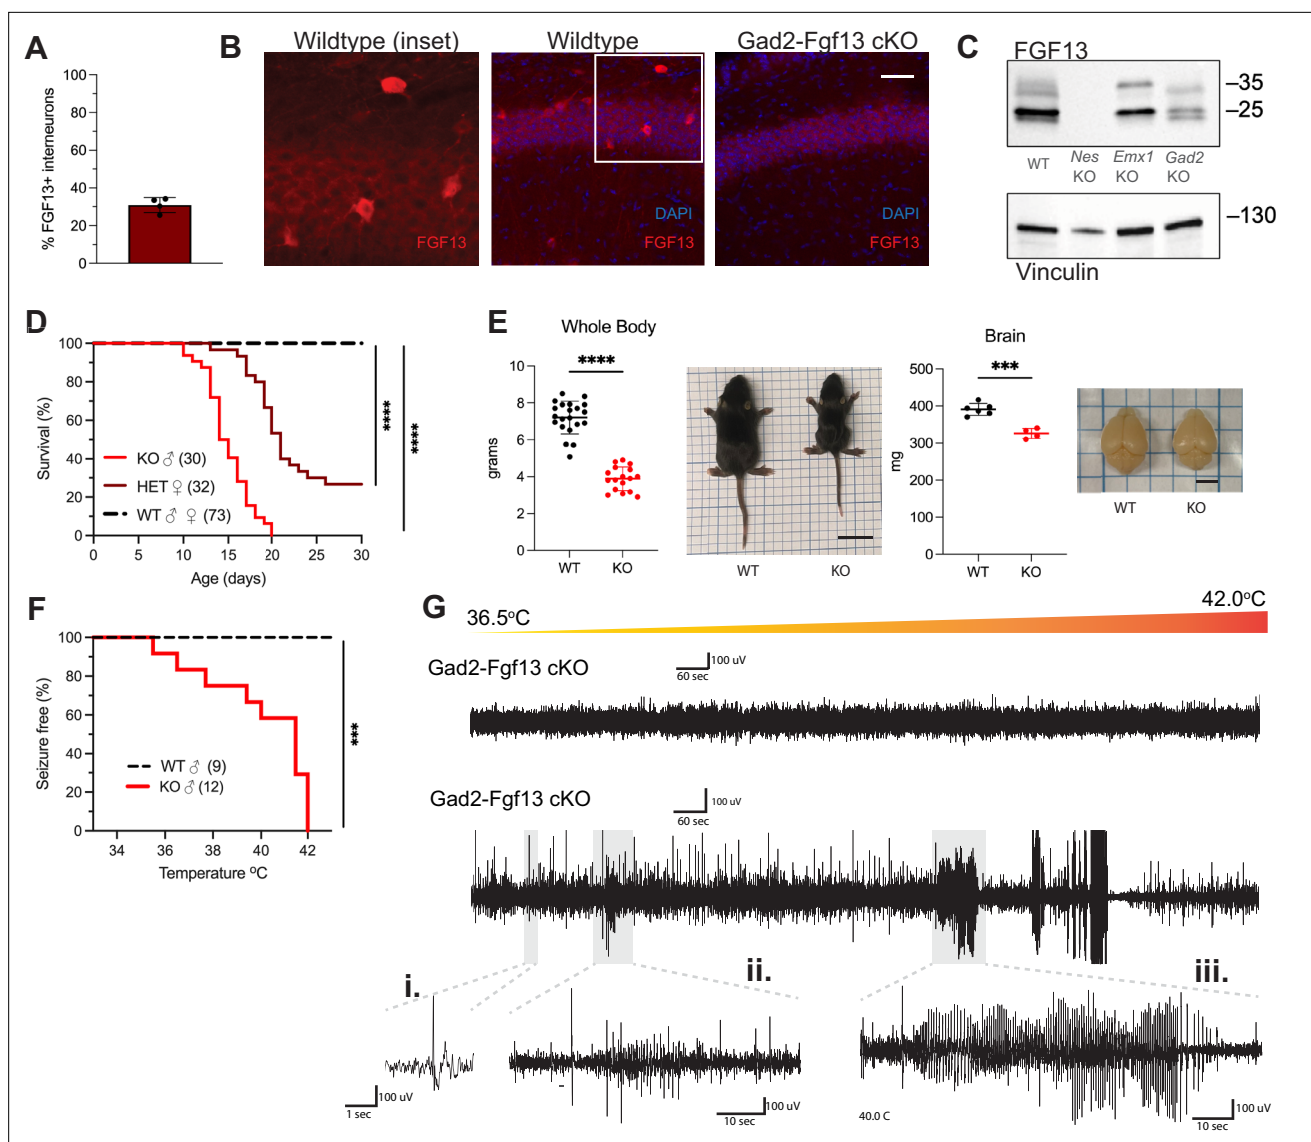 A
% FGF13+ interneurons
100
80
60
40
20
0
B
Wildtype (inset)
Wildtype
Gad2-Fgf13 cKO
FGF13
DAPI
FGF13
DAPI
FGF13
C
FGF13
–35
–25
WT
Nes KO
Emx1 KO
Gad2 KO
–130
Vinculin
D
Survival (%)
100
80
60
40
20
0
KO ♂ (30)
HET ♀ (32)
WT ♂ ♀ (73)
0 5 10 15 20 25 30
Age (days)
****
****
E
Whole Body
****
grams
10
8
6
4
2
0
WT KO
WT KO
Brain
***
mg
500
400
300
200
100
0
WT KO
WT KO
F
Seizure free (%)
100
80
60
40
20
0
WT ♂ (9)
KO ♂ (12)
34 36 38 40 42
Temperature °C
***
G
36.5°C
42.0°C
Gad2-Fgf13 cKO
100 uV
60 sec
Gad2-Fgf13 cKO
100 uV
60 sec
i.
ii.
iii.
100 uV
1 sec
100 uV
10 sec
40.0 C
100 uV
10 sec